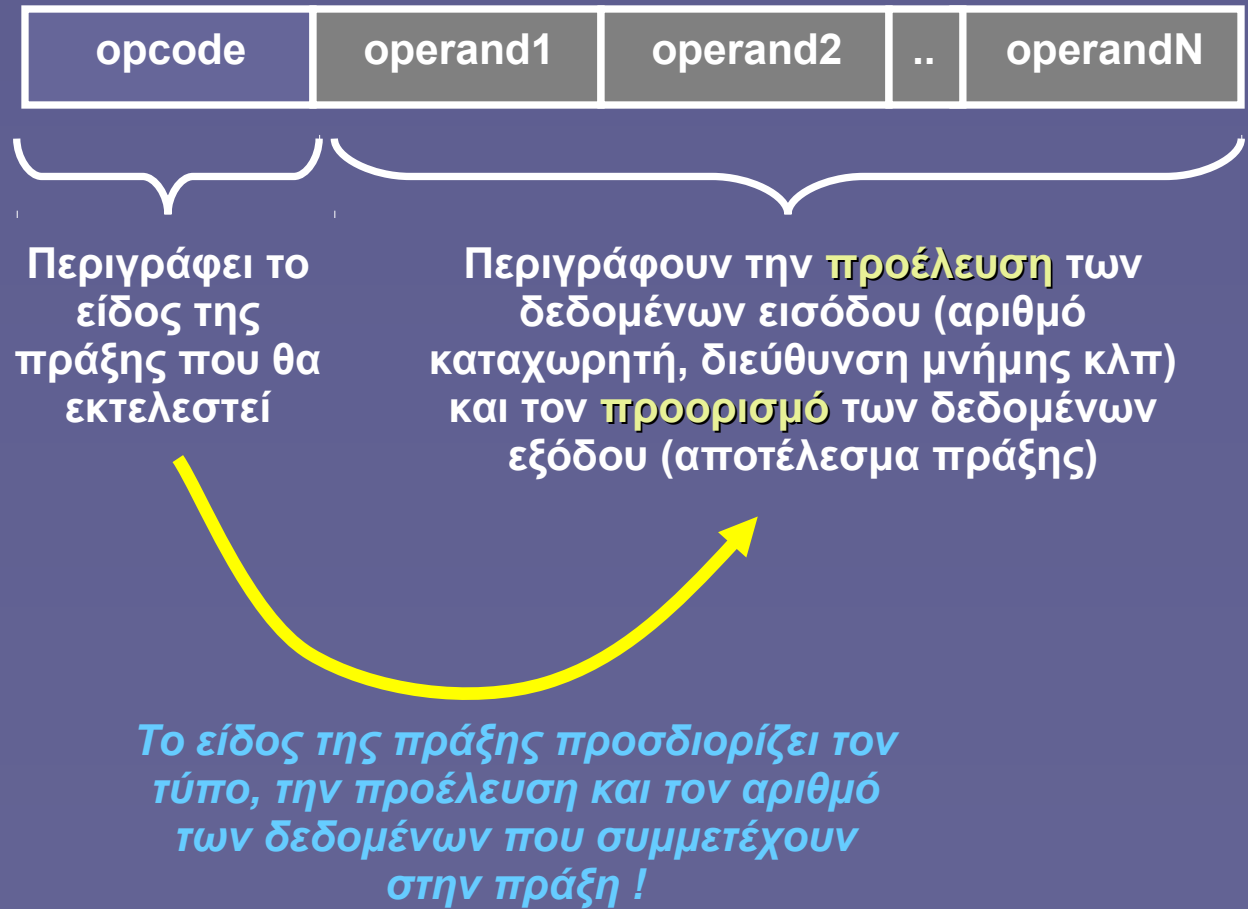 opcode operand1 operand2 .. operandN
Περιγράφει το
είδος της
πράξης που θα
εκτελεστεί
Περιγράφουν την προέλευση των
δεδομένων εισόδου (αριθμό
καταχωρητή, διεύθυνση μνήμης κλπ)
και τον προορισμό των δεδομένων
εξόδου (αποτέλεσμα πράξης)
Το είδος της πράξης προσδιορίζει τον
τύπο, την προέλευση και τον αριθμό
των δεδομένων που συμμετέχουν
στην πράξη !